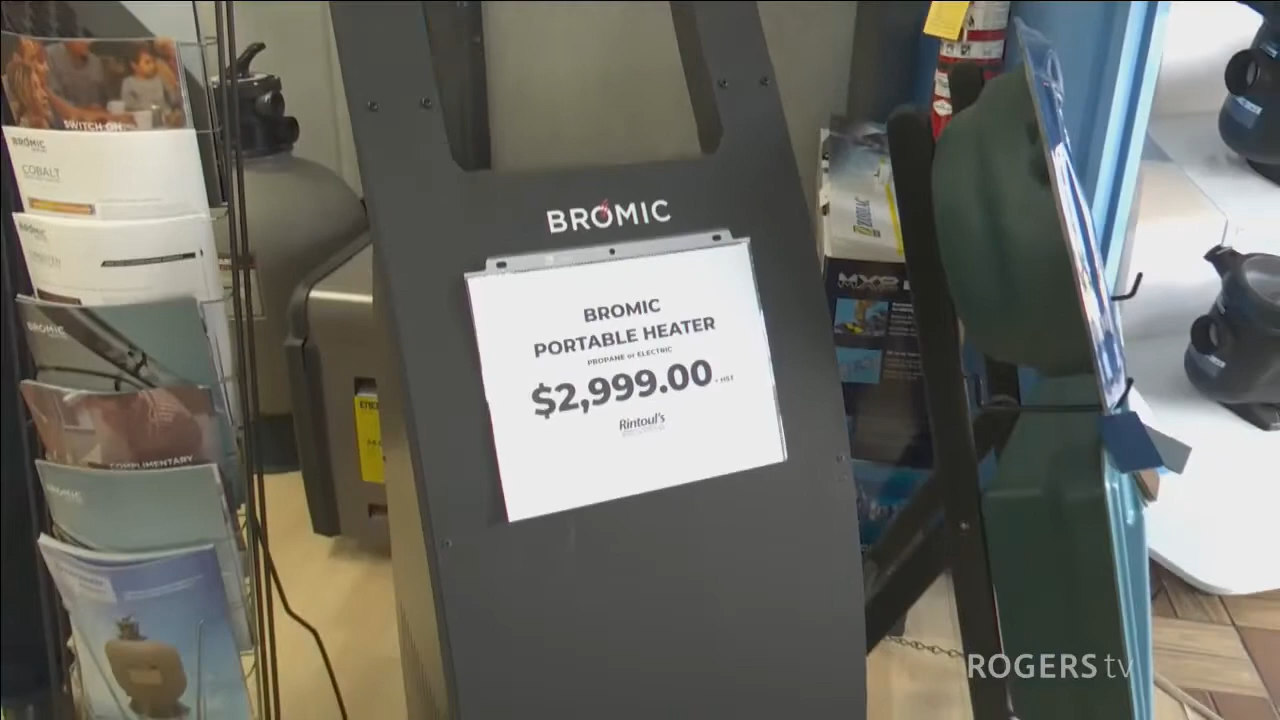 SWITCH ON
BROMIC
COBALT
BROMIC
BROMIC
COMPLIMENTARY
BROMIC
BROMIC
BROMIC
PORTABLE HEATER
PROPANE or ELECTRIC
$2,999.00 + HST
Rintoul's
ROGERS tv